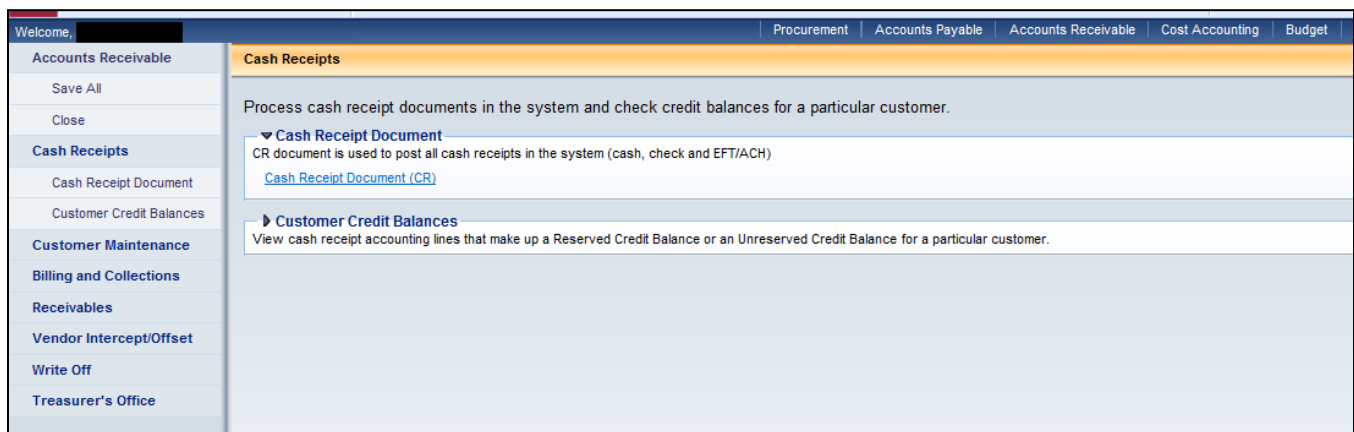 Welcome,
Procurement Accounts Payable Accounts Receivable Cost Accounting Budget
Accounts Receivable
Save All
Close
Cash Receipts
Cash Receipt Document
Customer Credit Balances
Customer Maintenance
Billing and Collections
Receivables
Vendor Intercept/Offset
Write Off
Treasurer's Office
Cash Receipts
Process cash receipt documents in the system and check credit balances for a particular customer.
Cash Receipt Document
CR document is used to post all cash receipts in the system (cash, check and EFT/ACH)
Cash Receipt Document (CR)
Customer Credit Balances
View cash receipt accounting lines that make up a Reserved Credit Balance or an Unreserved Credit Balance for a particular customer.